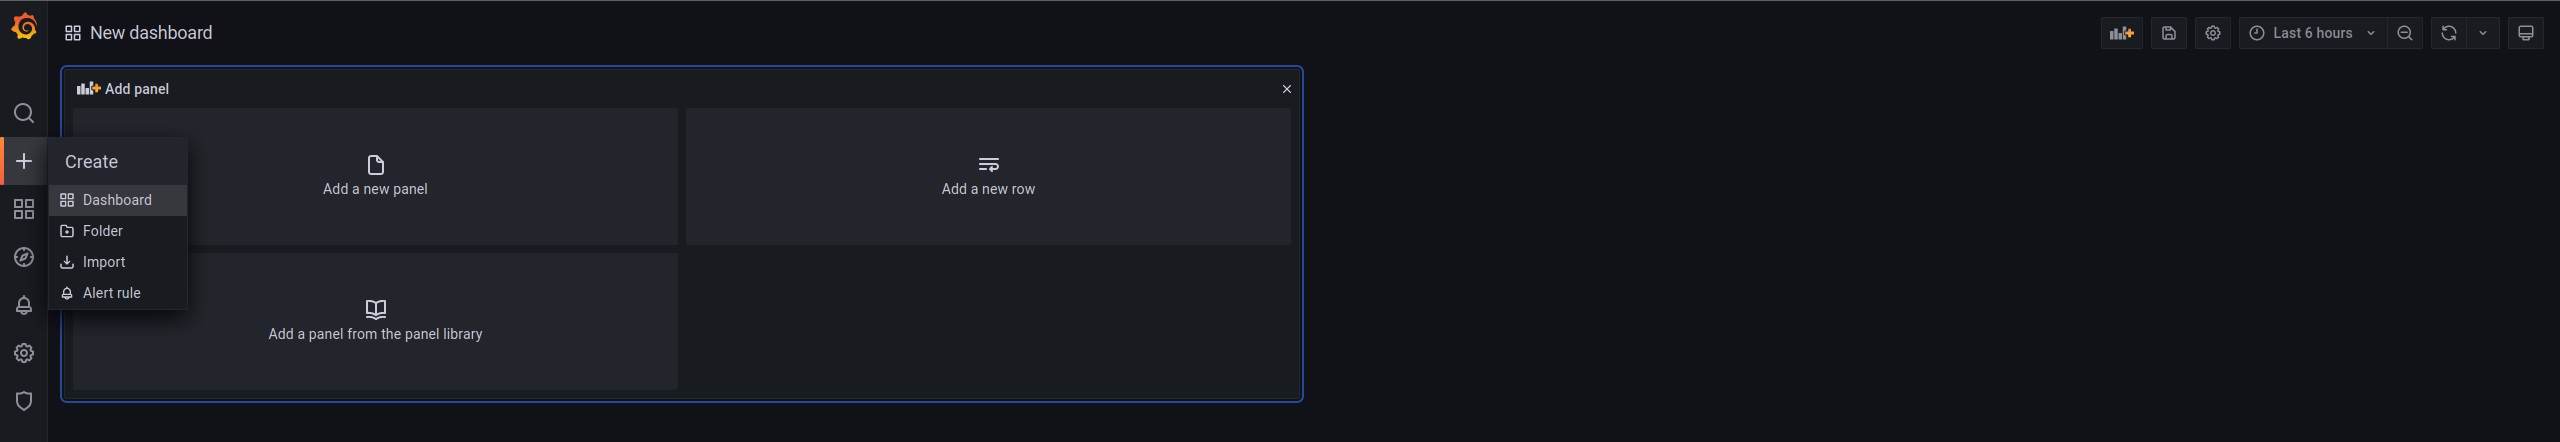 New dashboard
Last 6 hours
Add panel
Create
Dashboard
Folder
Import
Alert rule
Add a new panel
Add a new row
Add a panel from the panel library